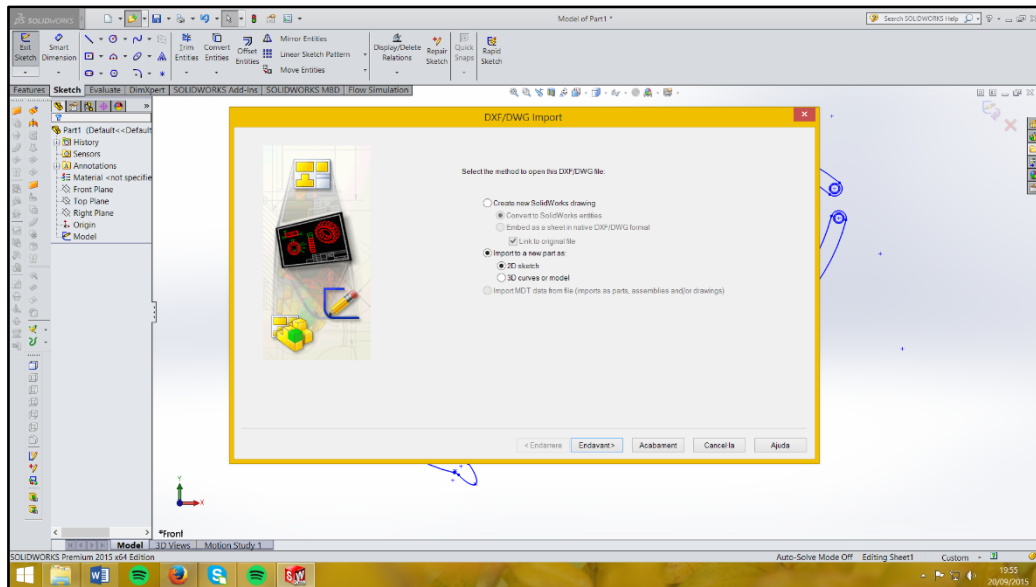 SOLIDWORKS
Model of Part1 *
Search SOLIDWORKS Help
Exit Sketch
Smart Dimension
Trim Entities
Convert Entities
Offset Entities
Mirror Entities
Linear Sketch Pattern
Move Entities
Display/Delete Relations
Repair Sketch
Quick Snaps
Rapid Sketch
Features Sketch Evaluate DimXpert SOLIDWORKS Add-Ins SOLIDWORKS MBD Flow Simulation
Part1 (Default<<Default
History
Sensors
Annotations
Material <not specifie
Front Plane
Top Plane
Right Plane
Origin
Model
DXF/DWG Import
Select the method to open this DXF/DWG file:
Create new SolidWorks drawing
Convert to SolidWorks entities
Embed as a sheet in native DXF/DWG format
Link to original file
Import to a new part as:
2D sketch
3D curves or model
Import MDT data from file (imports as parts, assemblies and/or drawings)
< Endarrere Endavant> Acabament Cancel·la Ajuda
Y
X
*Front
Model 3D Views Motion Study 1
SOLIDWORKS Premium 2015 x64 Edition
Auto-Solve Mode Off Editing Sheet1 Custom
19:55
20/09/2015